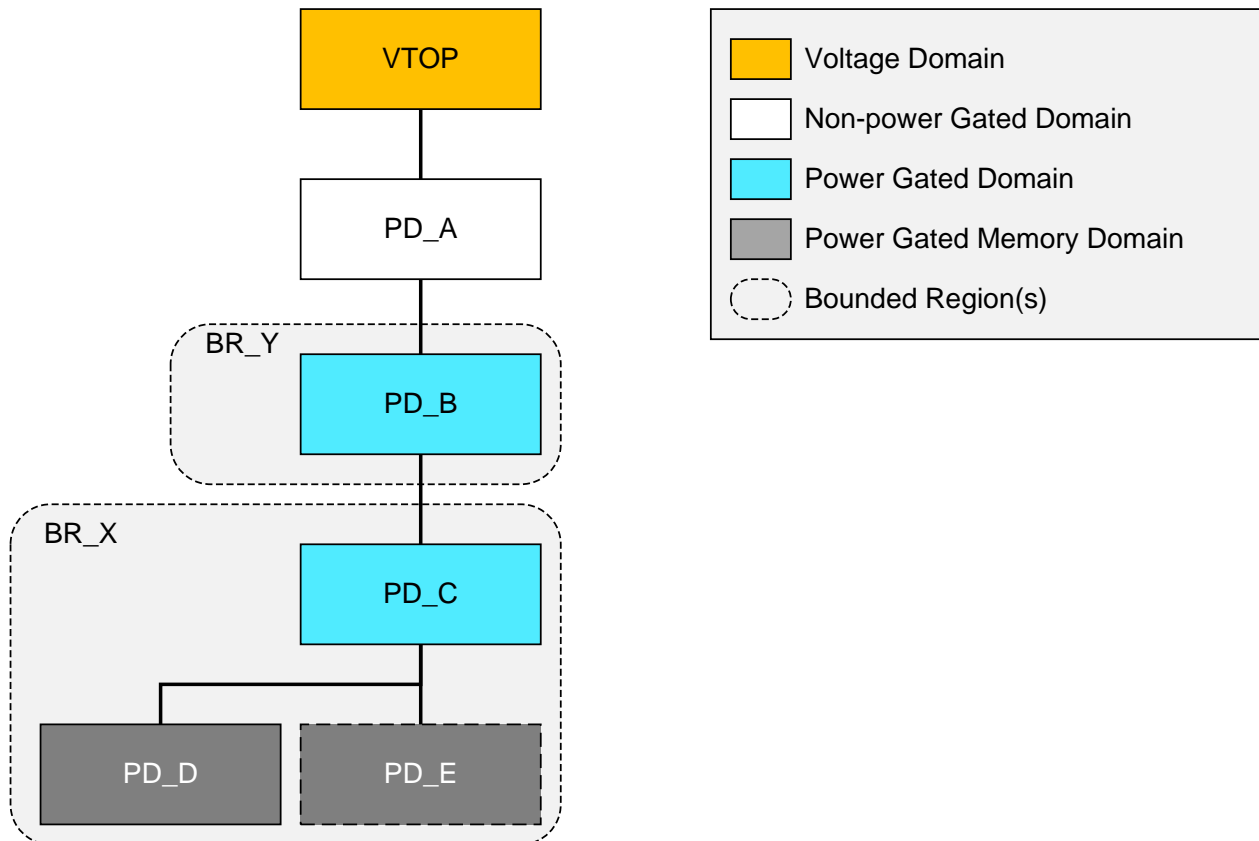 VTOP
PD_A
BR_Y
PD_B
BR_X
PD_C
PD_D
PD_E
Voltage Domain
Non-power Gated Domain
Power Gated Domain
Power Gated Memory Domain
Bounded Region(s)